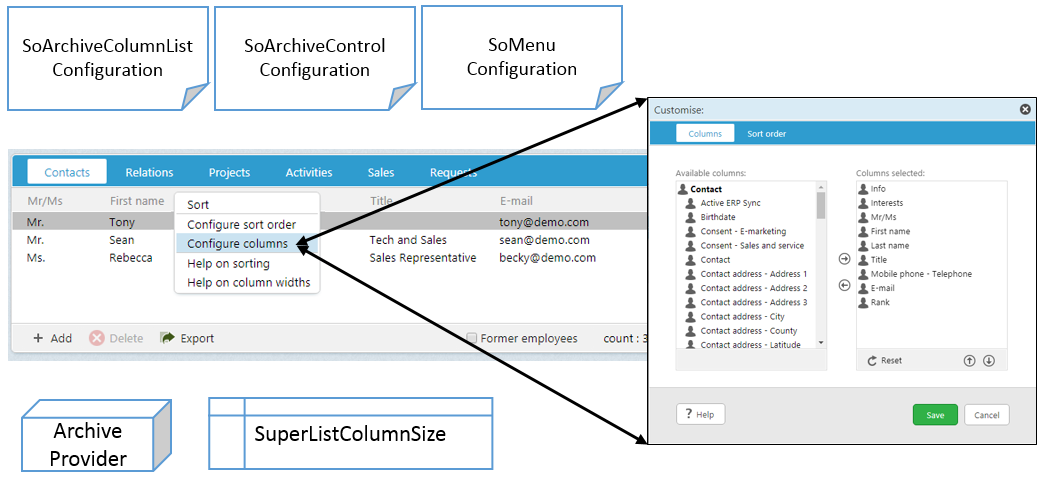 SoArchiveColumnList
Configuration
SoArchiveControl
Configuration
SoMenu
Configuration
Contacts Relations Projects Activities Sales Requests
Mr/Ms First name Title E-mail
Mr. Tony tony@demo.com
Mr. Sean Tech and Sales sean@demo.com
Ms. Rebecca Sales Representative becky@demo.com
Sort
Configure sort order
Configure columns
Help on sorting
Help on column widths
+ Add Delete Export Former employees count : 3
Customise:
Columns Sort order
Available columns:
Contact
Active ERP Sync
Birthdate
Consent - E-marketing
Consent - Sales and service
Contact
Contact address - Address 1
Contact address - Address 2
Contact address - Address 3
Contact address - City
Contact address - County
Contact address - Latitude
Columns selected:
Info
Interests
Mr/Ms
First name
Last name
Title
Mobile phone - Telephone
E-mail
Rank
Reset
? Help Save Cancel
Archive
Provider
SuperListColumnSize